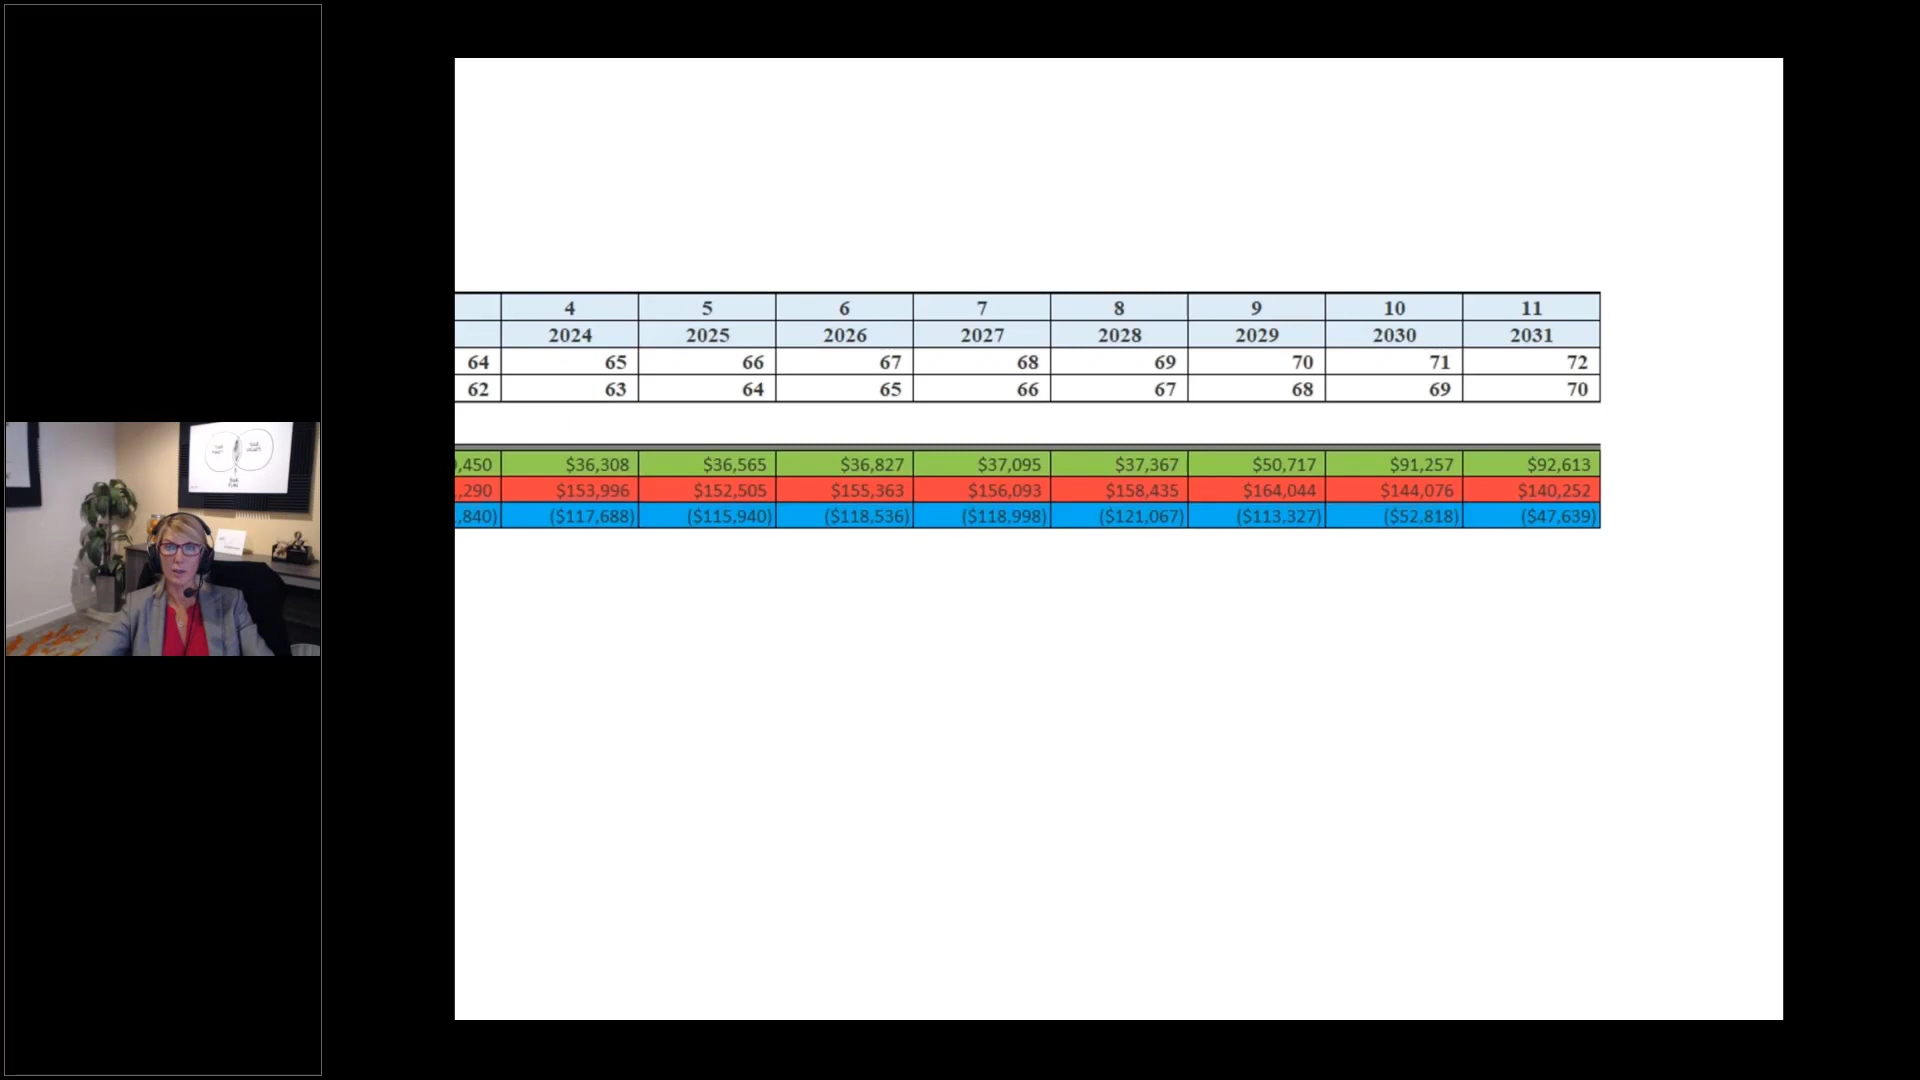 4 5 6 7 8 9 10 11
2024 2025 2026 2027 2028 2029 2030 2031
64 65 66 67 68 69 70 71 72
62 63 64 65 66 67 68 69 70
,450 $36,308 $36,565 $36,827 $37,095 $37,367 $50,717 $91,257 $92,613
,290 $153,996 $152,505 $155,363 $156,093 $158,435 $164,044 $144,076 $140,252
,840) ($117,688) ($115,940) ($118,536) ($118,998) ($121,067) ($113,327) ($52,818) ($47,639)